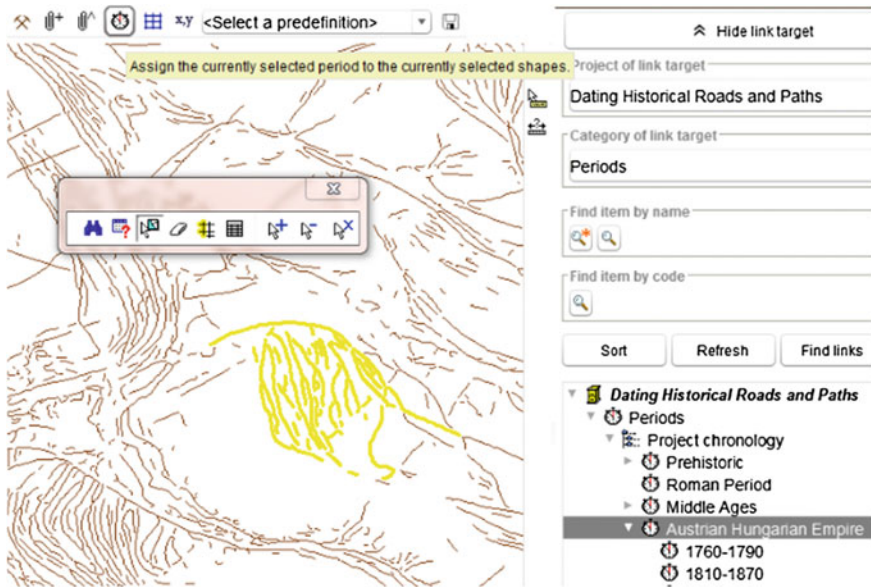 x,y <Select a predefinition>
Assign the currently selected period to the currently selected shapes.
Hide link target
Project of link target
Dating Historical Roads and Paths
Category of link target
Periods
Find item by name
Find item by code
Sort Refresh Find links
Dating Historical Roads and Paths
Periods
Project chronology
Prehistoric
Roman Period
Middle Ages
Austrian Hungarian Empire
1760-1790
1810-1870